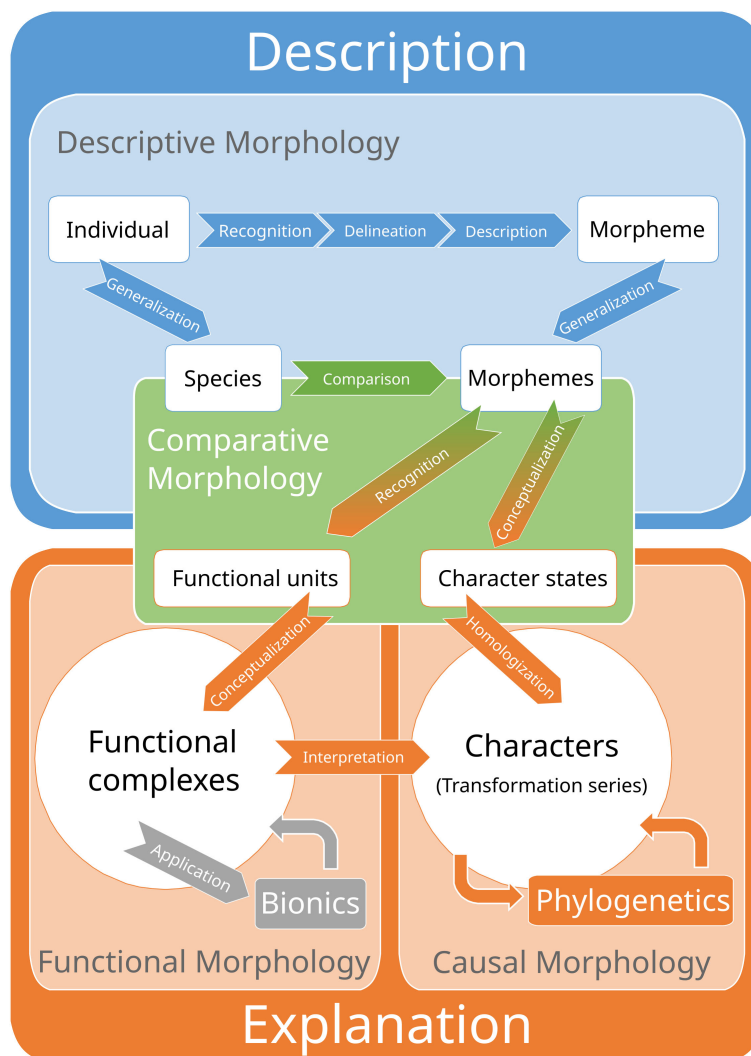 Description
Descriptive Morphology
Individual
Recognition
Delineation
Description
Morpheme
Generalization
Generalization
Species
Comparison
Morphemes
Comparative
Morphology
Recognition
Conceptualization
Functional units
Character states
Conceptualization
Homologization
Functional
complexes
Interpretation
Characters
(Transformation series)
Application
Bionics
Phylogenetics
Functional Morphology
Causal Morphology
Explanation